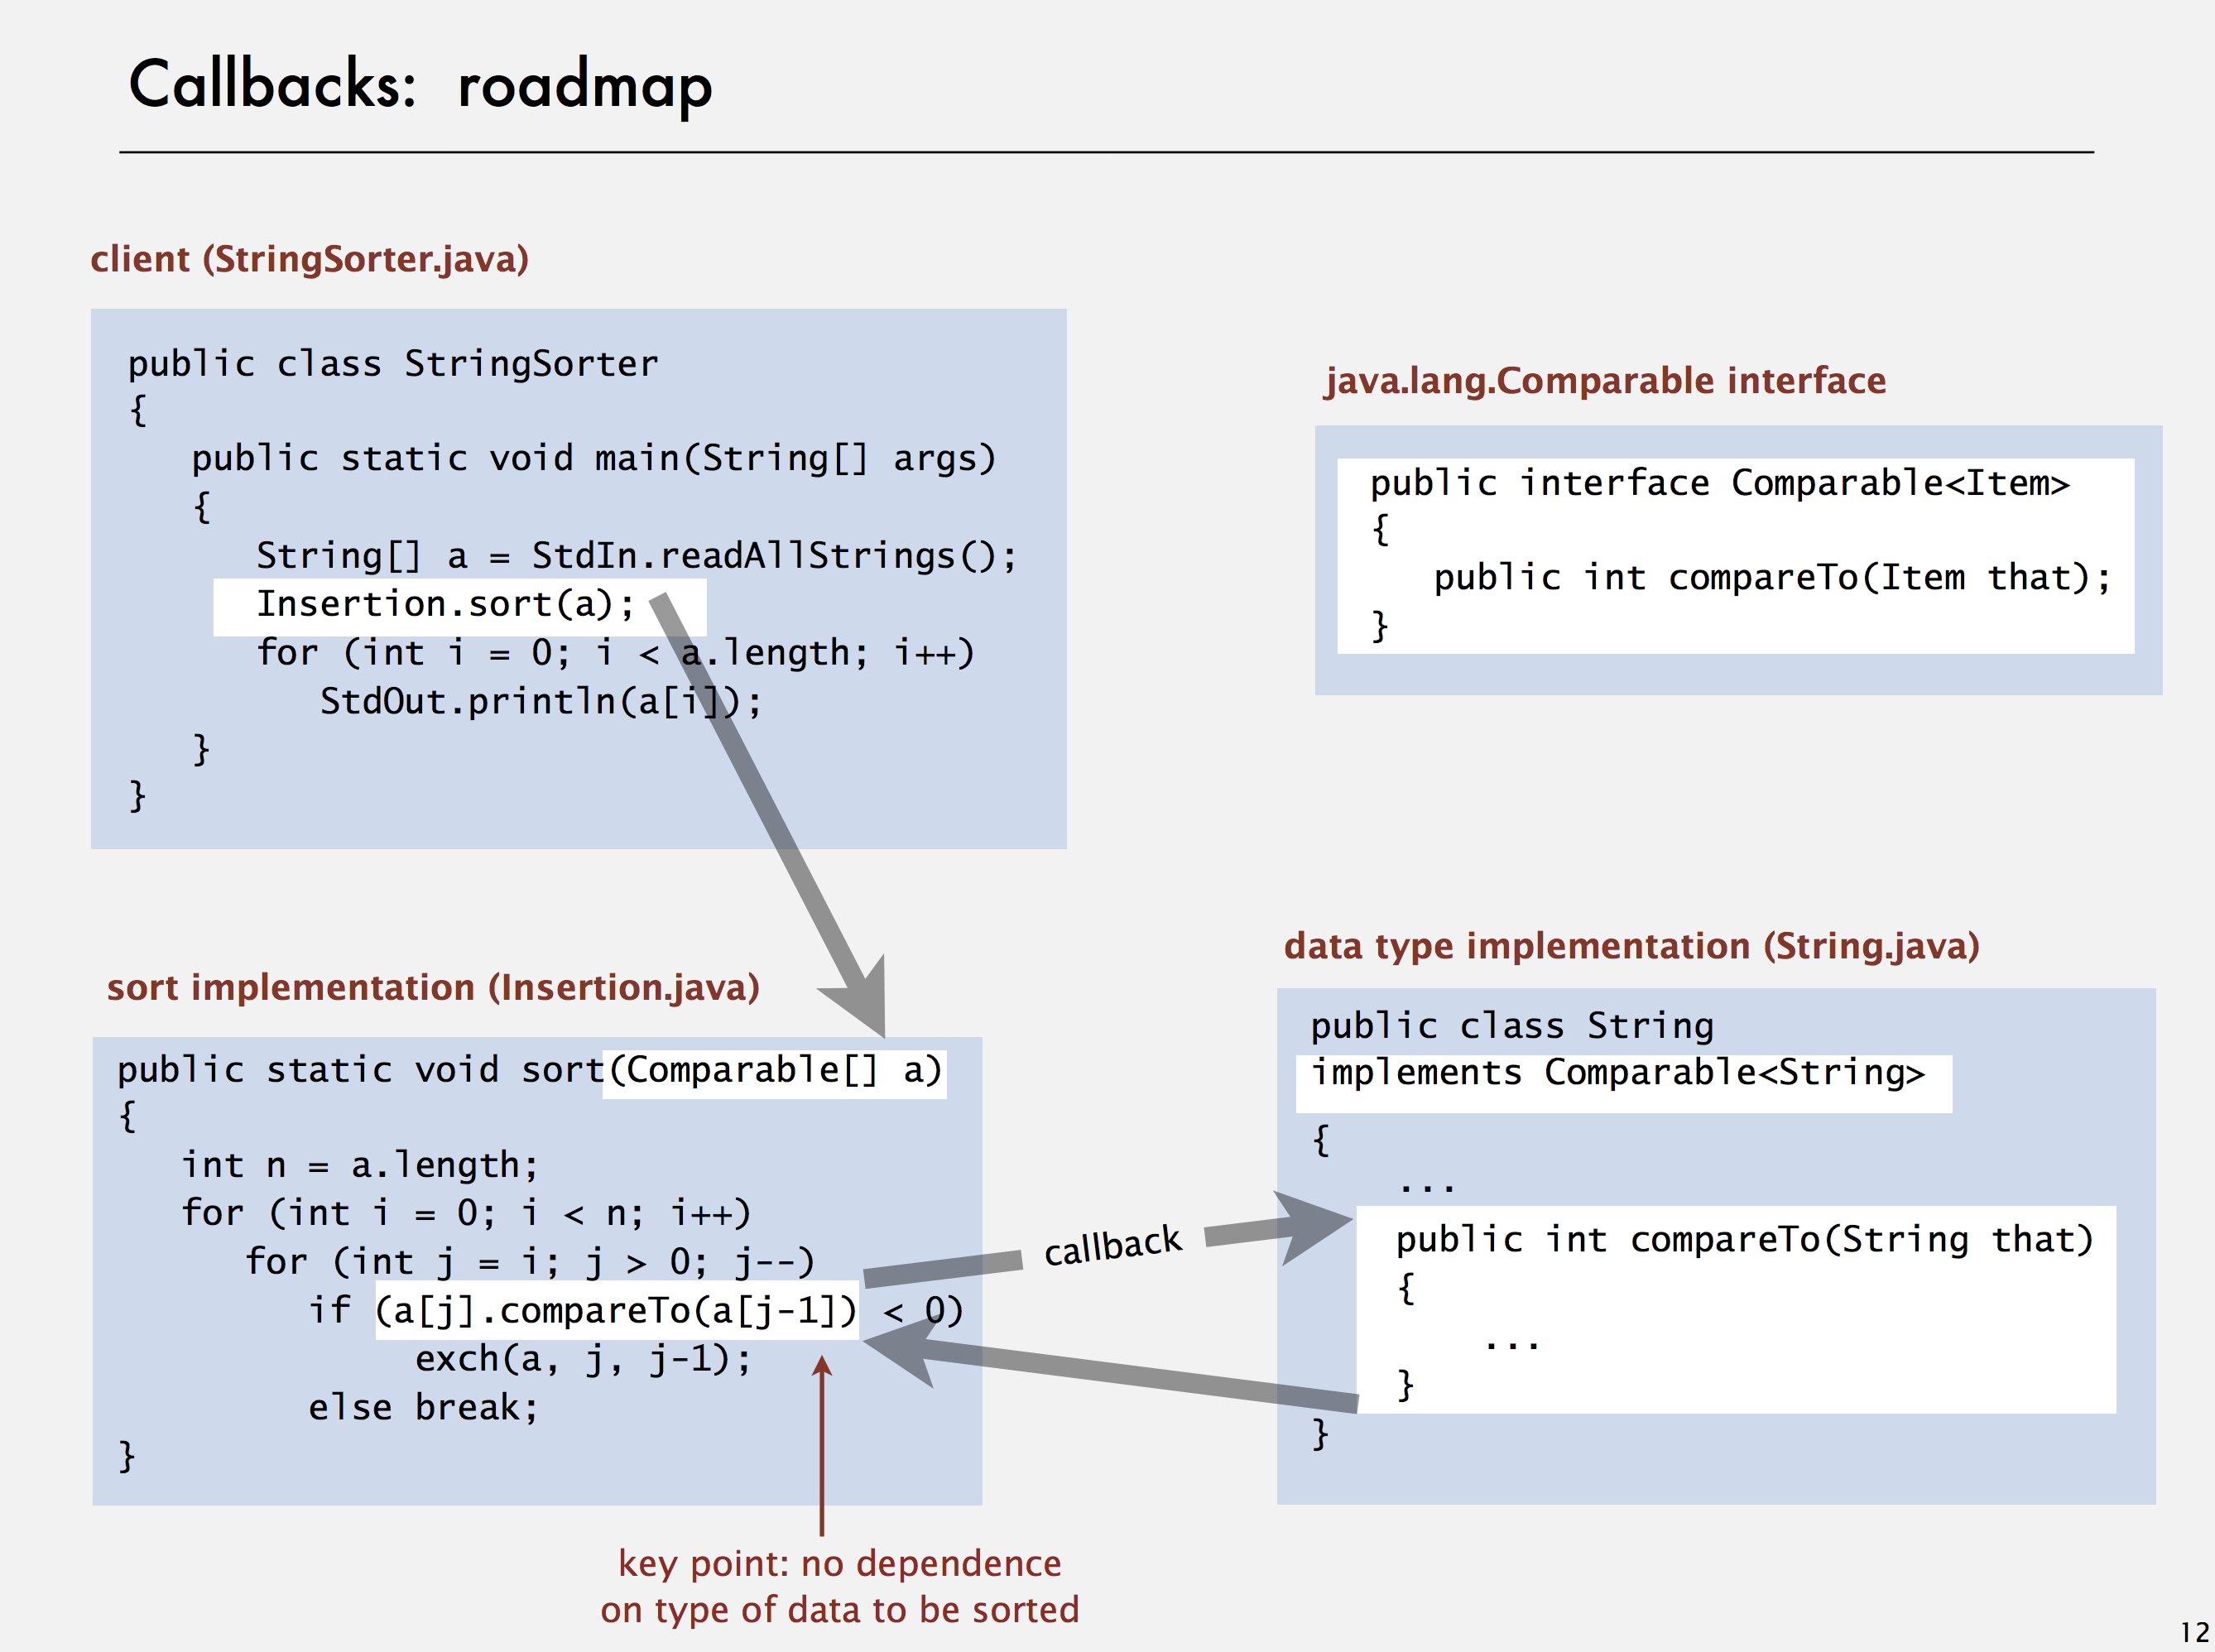 Callbacks: roadmap
client (StringSorter.java)
public class StringSorter
{
   public static void main(String[] args)
   {
      String[] a = StdIn.readAllStrings();
      Insertion.sort(a);
      for (int i = 0; i < a.length; i++)
         StdOut.println(a[i]);
   }
}
java.lang.Comparable interface
public interface Comparable<Item>
{
   public int compareTo(Item that);
}
sort implementation (Insertion.java)
public static void sort(Comparable[] a)
{
   int n = a.length;
   for (int i = 0; i < n; i++)
      for (int j = i; j > 0; j--)
         if (a[j].compareTo(a[j-1]) < 0)
              exch(a, j, j-1);
         else break;
}
callback
data type implementation (String.java)
public class String
implements Comparable<String>
{
    ...
    public int compareTo(String that)
    {
        ...
    }
}
key point: no dependence
on type of data to be sorted
12